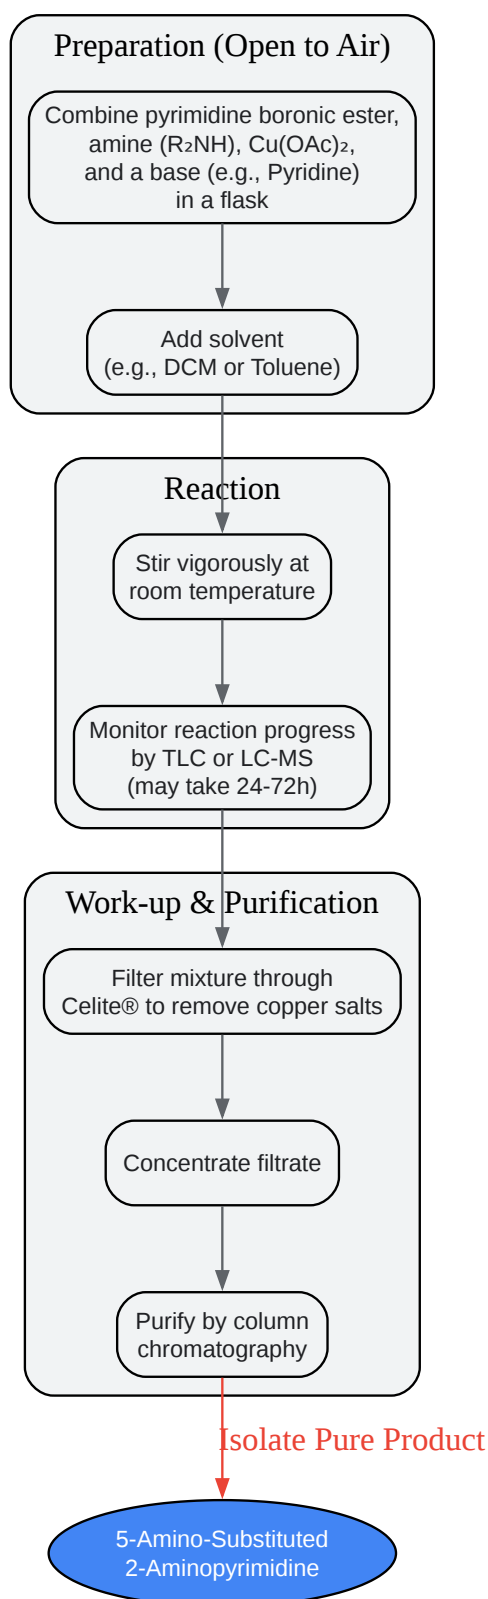 Preparation (Open to Air)
Combine pyrimidine boronic ester,
amine (R₂NH), Cu(OAc)₂,
and a base (e.g., Pyridine)
in a flask
Add solvent
(e.g., DCM or Toluene)
Reaction
Stir vigorously at
room temperature
Monitor reaction progress
by TLC or LC-MS
(may take 24-72h)
Work-up & Purification
Filter mixture through
Celite® to remove copper salts
Concentrate filtrate
Purify by column
chromatography
Isolate Pure Product
5-Amino-Substituted
2-Aminopyrimidine